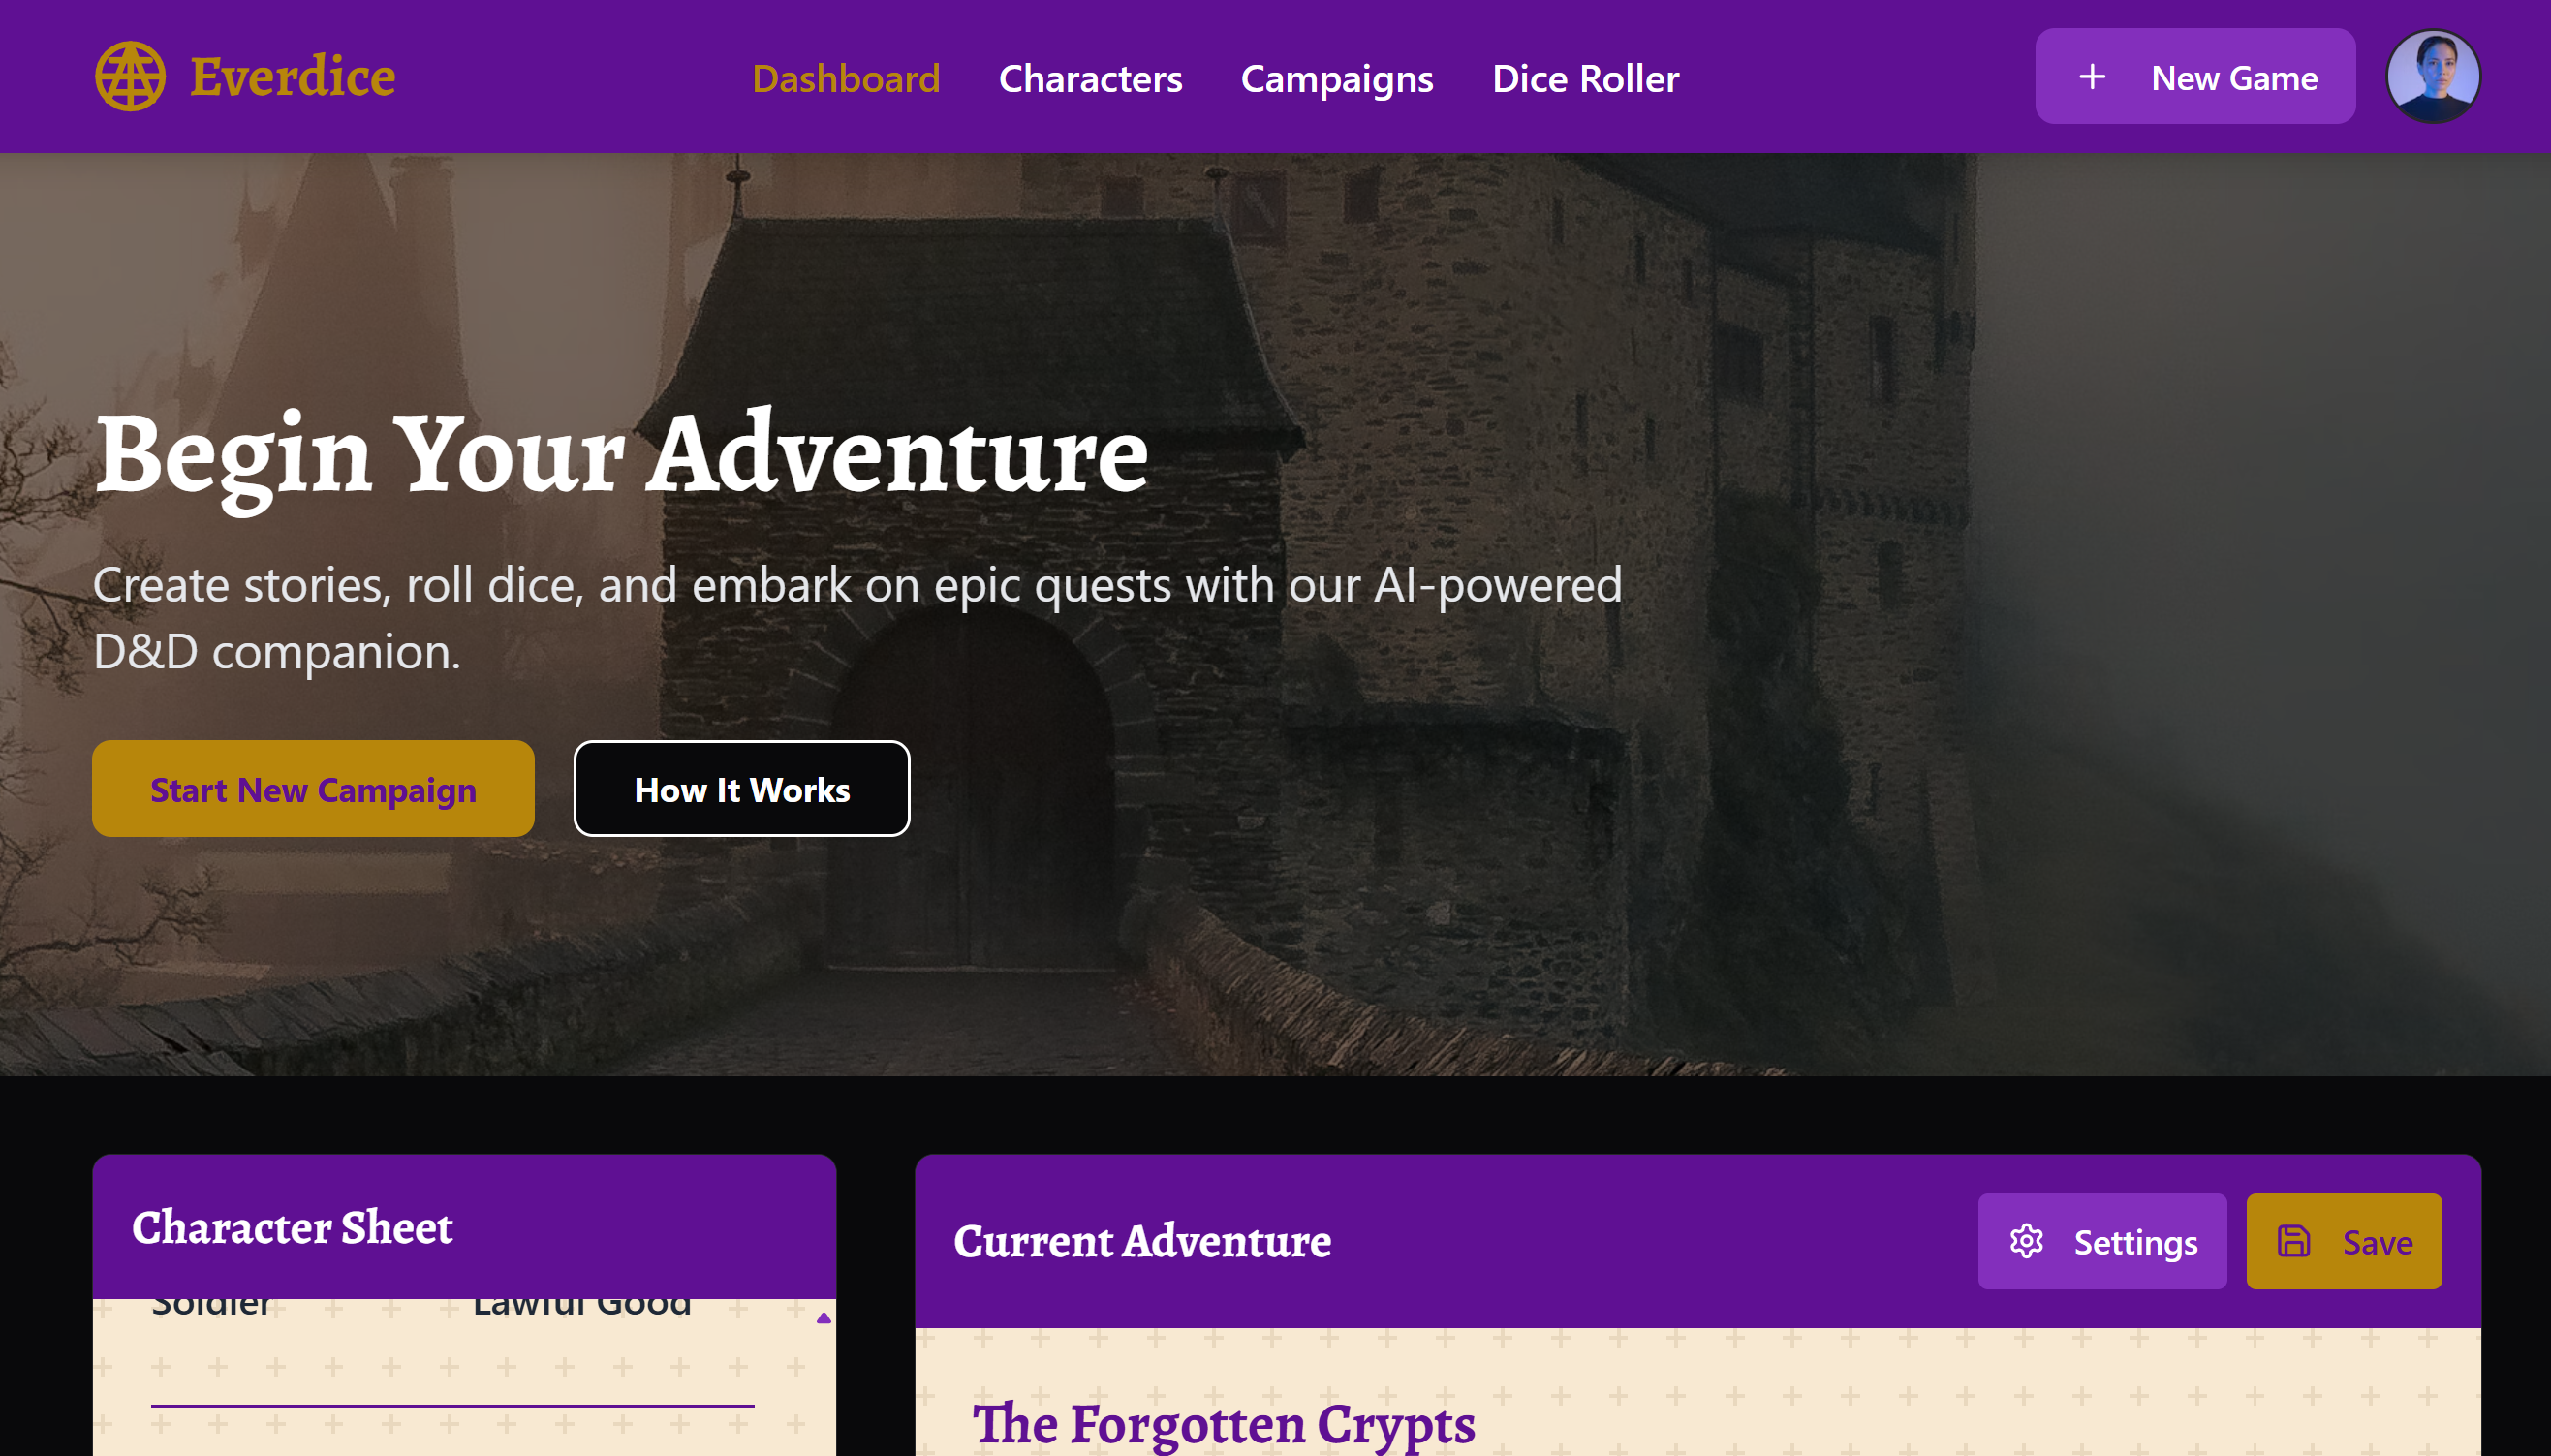 Everdice
Dashboard
Characters
Campaigns
Dice Roller
New Game
Begin Your Adventure
Create stories, roll dice, and embark on epic quests with our AI-powered
D&D companion.
Start New Campaign
How It Works
Character Sheet
Soldier
Lawful Good
Current Adventure
Settings
Save
The Forgotten Crypts